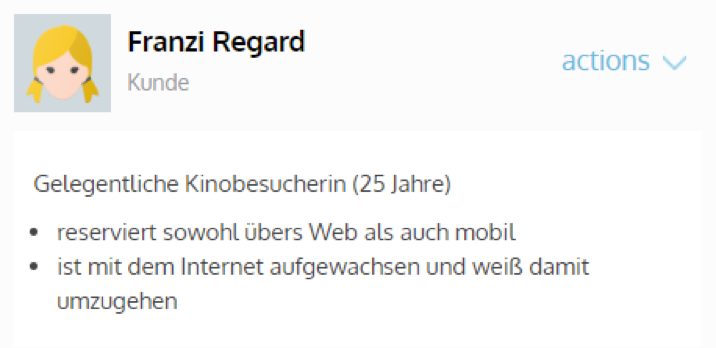 Franzi Regard
Kunde
actions
Gelegentliche Kinobesucherin (25 Jahre)
• reserviert sowohl übers Web als auch mobil
• ist mit dem Internet aufgewachsen und weiß damit
umzugehen